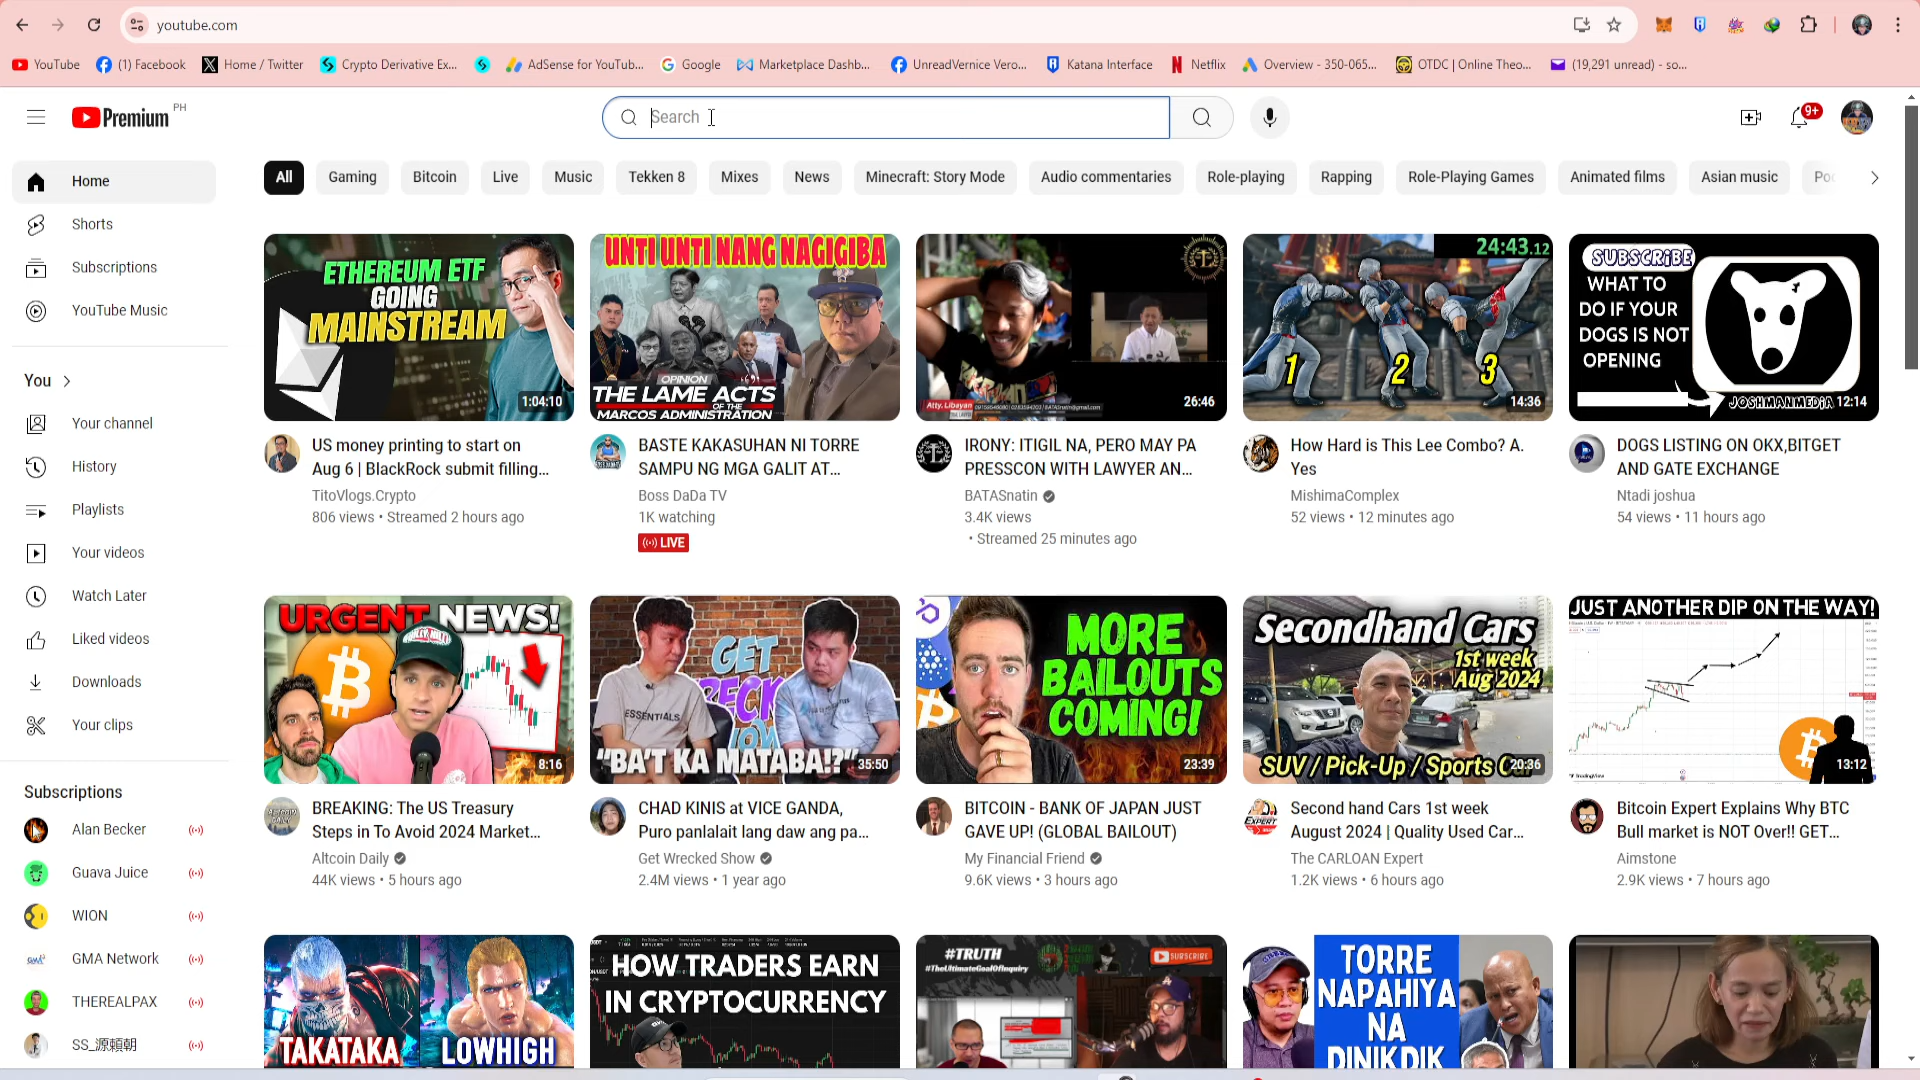 youtube.com
YouTube
(1) Facebook
Home / Twitter
Crypto Derivative Ex...
AdSense for YouTub...
Google
Marketplace Dashb...
UnreadVernice Vero...
Katana Interface
Netflix
Overview - 350-065...
OTDC | Online Theo...
(19,291 unread) - so...
Premium PH
Search
9+
Home
Shorts
Subscriptions
YouTube Music
You
Your channel
History
Playlists
Your videos
Watch Later
Liked videos
Downloads
Your clips
Subscriptions
Alan Becker
Guava Juice
WION
GMA Network
THEREALPAX
SS_源頼朝
All
Gaming
Bitcoin
Live
Music
Tekken 8
Mixes
News
Minecraft: Story Mode
Audio commentaries
Role-playing
Rapping
Role-Playing Games
Animated films
Asian music
ETHEREUM ETF
GOING
MAINSTREAM
1:04:10
US money printing to start on
Aug 6 | BlackRock submit filling...
TitoVlogs.Crypto
806 views • Streamed 2 hours ago
UNTI UNTI NANG NAGIGIBA
OPINION
THE LAME ACTS
OF THE
MARCOS ADMINISTRATION
BASTE KAKASUHAN NI TORRE
SAMPU NG MGA GALIT AT...
Boss DaDa TV
1K watching
LIVE
Atty. Libayan
26:46
IRONY: ITIGIL NA, PERO MAY PA
PRESSCON WITH LAWYER AN...
BATASnatin
3.4K views
• Streamed 25 minutes ago
24:43.12
1 2 3
14:36
How Hard is This Lee Combo? A.
Yes
MishimaComplex
52 views • 12 minutes ago
SUBSCRIBE
WHAT TO
DO IF YOUR
DOGS IS NOT
OPENING
JOSHMANMEDIA
12:14
DOGS LISTING ON OKX,BITGET
AND GATE EXCHANGE
Ntadi joshua
54 views • 11 hours ago
URGENT NEWS!
8:16
BREAKING: The US Treasury
Steps in To Avoid 2024 Market...
Altcoin Daily
44K views • 5 hours ago
ESSENTIALS
GET
"BA'T KA MATABA!?"
35:50
CHAD KINIS at VICE GANDA,
Puro panlalait lang daw ang pa...
Get Wrecked Show
2.4M views • 1 year ago
MORE
BAILOUTS
COMING!
23:39
BITCOIN - BANK OF JAPAN JUST
GAVE UP! (GLOBAL BAILOUT)
My Financial Friend
9.6K views • 3 hours ago
Secondhand Cars
1st week
Aug 2024
SUV / Pick-Up / Sports
20:36
Second hand Cars 1st week
August 2024 | Quality Used Car...
The CARLOAN Expert
1.2K views • 6 hours ago
JUST ANOTHER DIP ON THE WAY!
TradingView
13:12
Bitcoin Expert Explains Why BTC
Bull market is NOT Over!! GET...
Aimstone
2.9K views • 7 hours ago
TAKATAKA
LOWHIGH
HOW TRADERS EARN
IN CRYPTOCURRENCY
#TRUTH
#TheUltimateGoalOfInquiry
SUBSCRIBE
TORRE
NAPAHIYA
NA
DINIKDIK